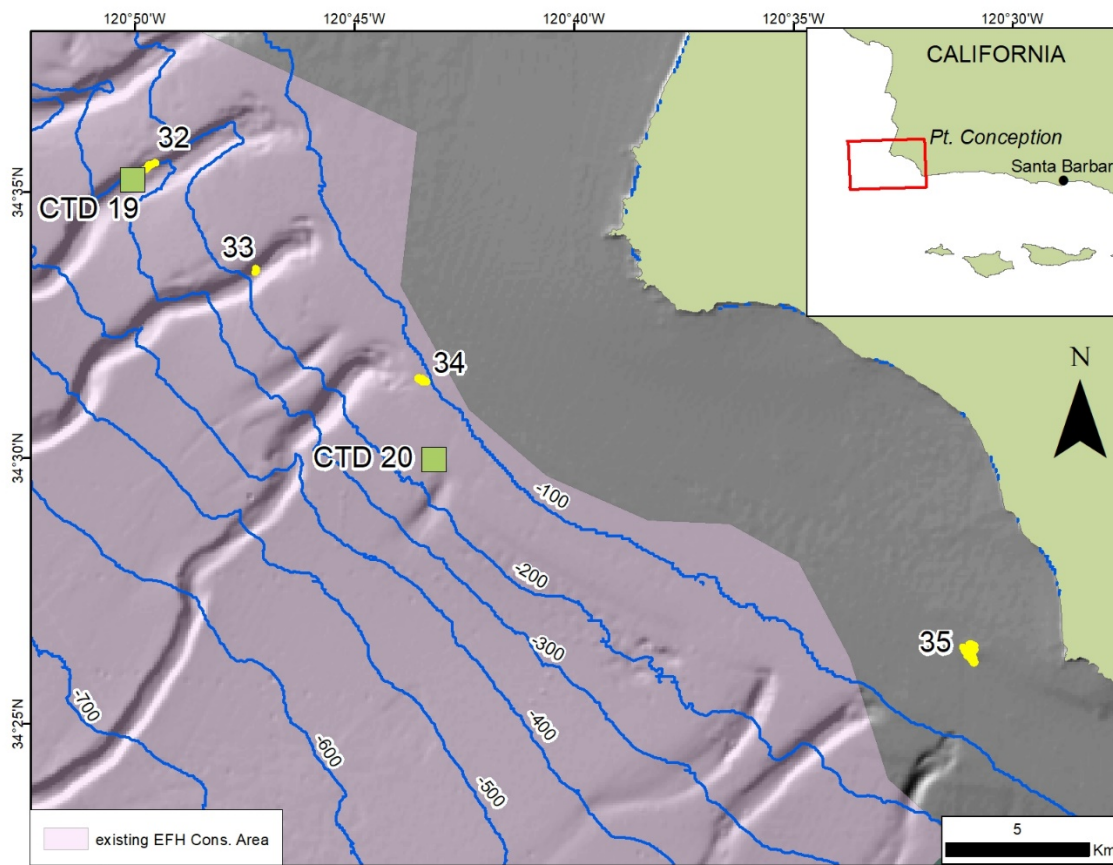 120°50'W
120°45'W
120°40'W
120°35'W
120°30'W
CALIFORNIA
Pt. Conception
Santa Barbar
32
34°35'N
CTD 19
33
34
N
34°30'N
CTD 20
-100
-200
-300
35
-400
-500
-600
-700
34°25'N
existing EFH Cons. Area
5
Km